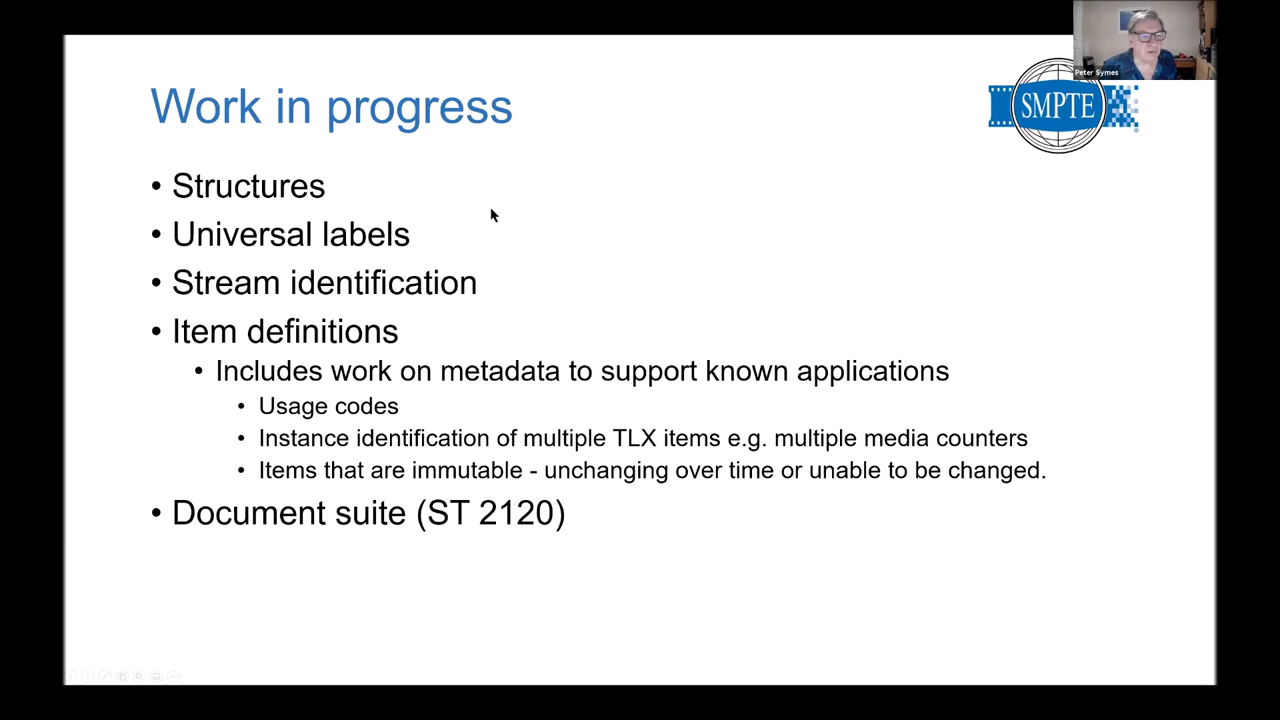 Peter Symes
Work in progress
SMPTE
• Structures
• Universal labels
• Stream identification
• Item definitions
• Includes work on metadata to support known applications
• Usage codes
• Instance identification of multiple TLX items e.g. multiple media counters
• Items that are immutable - unchanging over time or unable to be changed.
• Document suite (ST 2120)